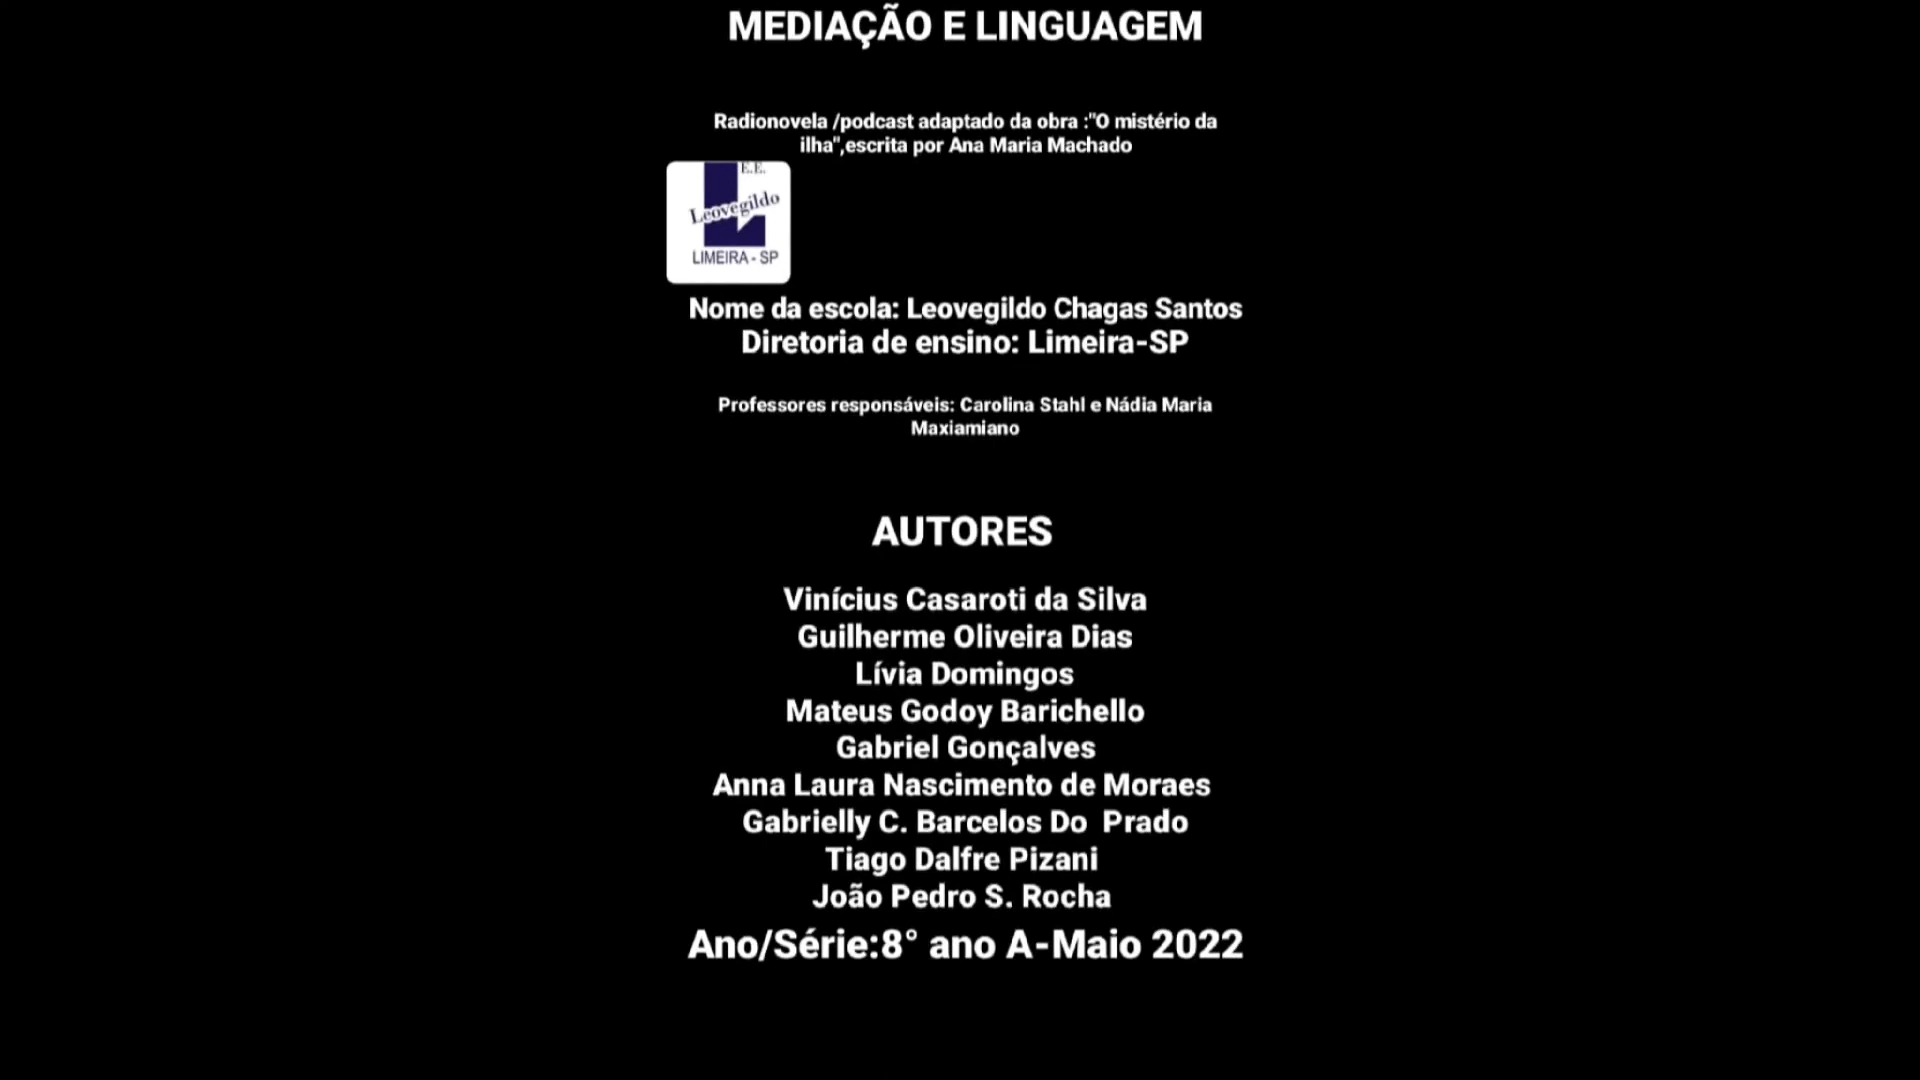 MEDIAÇÃO E LINGUAGEM
Radionovela /podcast adaptado da obra :"O mistério da
ilha",escrita por Ana Maria Machado
E.E.
Leovegildo
LIMEIRA - SP
Nome da escola: Leovegildo Chagas Santos
Diretoria de ensino: Limeira-SP
Professores responsáveis: Carolina Stahl e Nádia Maria
Maxiamiano
AUTORES
Vinícius Casaroti da Silva
Guilherme Oliveira Dias
Lívia Domingos
Mateus Godoy Barichello
Gabriel Gonçalves
Anna Laura Nascimento de Moraes
Gabrielly C. Barcelos Do  Prado
Tiago Dalfre Pizani
João Pedro S. Rocha
Ano/Série:8° ano A-Maio 2022